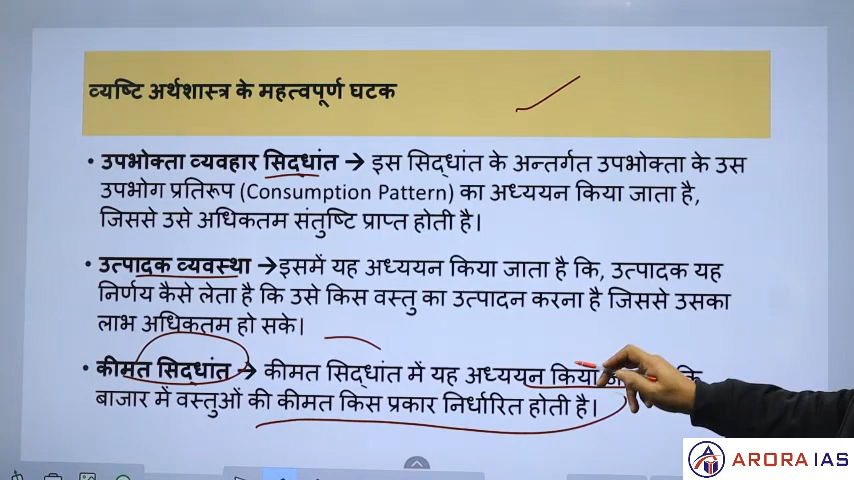 व्यष्टि अर्थशास्त्र के महत्वपूर्ण घटक
• उपभोक्ता व्यवहार सिद्धांत → इस सिद्धांत के अन्तर्गत उपभोक्ता के उस
उपभोग प्रतिरूप (Consumption Pattern) का अध्ययन किया जाता है,
जिससे उसे अधिकतम संतुष्टि प्राप्त होती है।
• उत्पादक व्यवस्था →इसमें यह अध्ययन किया जाता है कि, उत्पादक यह
निर्णय कैसे लेता है कि उसे किस वस्तु का उत्पादन करना है जिससे उसका
लाभ अधिकतम हो सके।
• कीमत सिद्धांत → कीमत सिद्धांत में यह अध्ययन किया कि
बाजार में वस्तुओं की कीमत किस प्रकार निर्धारित होती है।
ARORA IAS